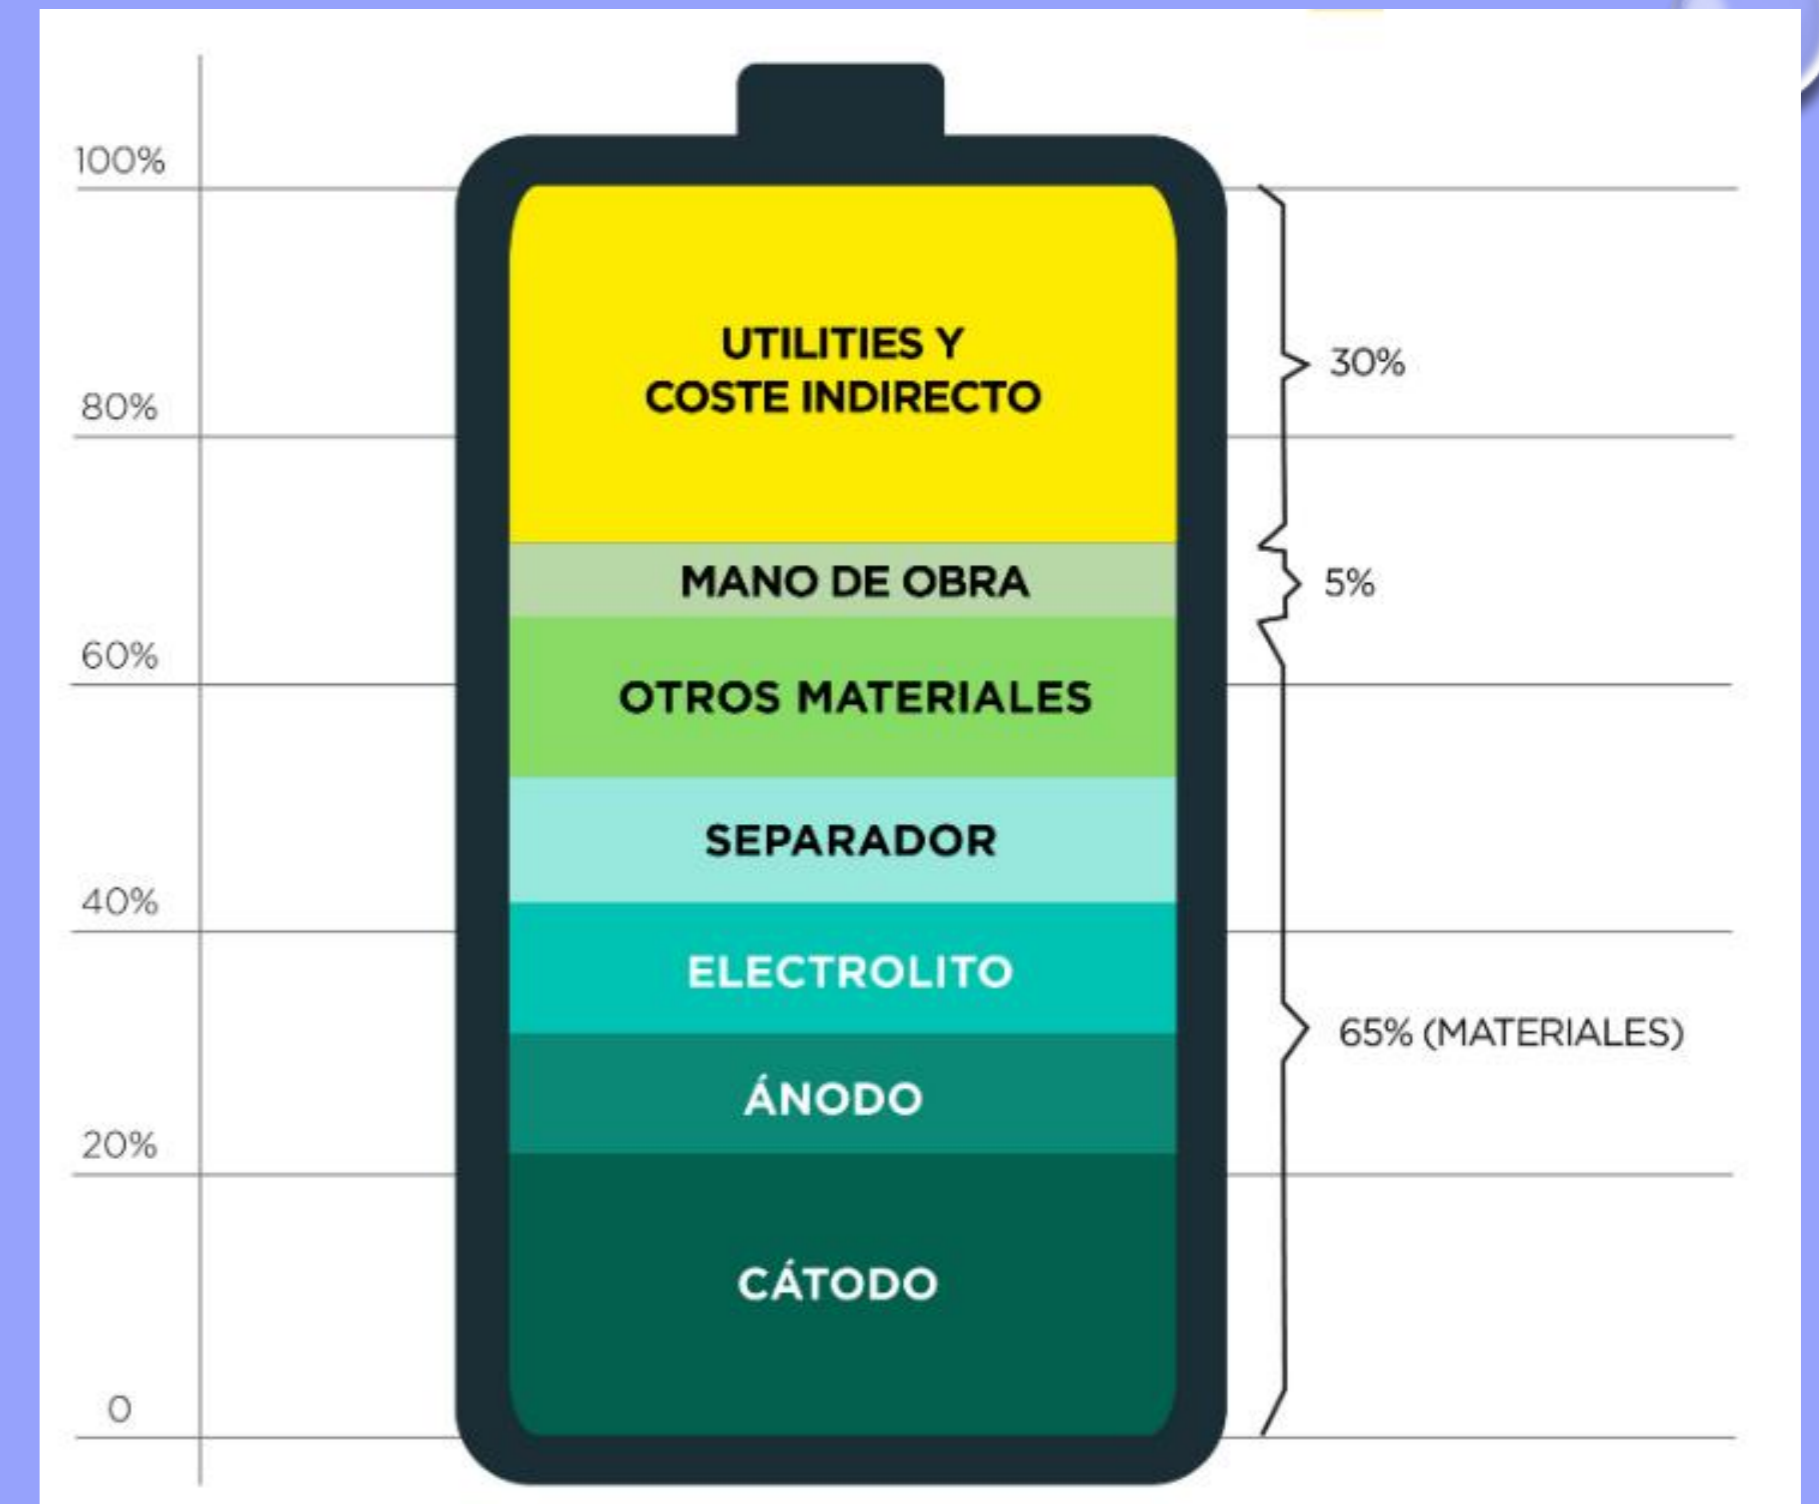 100%
80%
60%
40%
20%
0
UTILITIES Y
COSTE INDIRECTO
MANO DE OBRA
OTROS MATERIALES
SEPARADOR
ELECTROLITO
ÁNODO
CÁTODO
30%
5%
65% (MATERIALES)